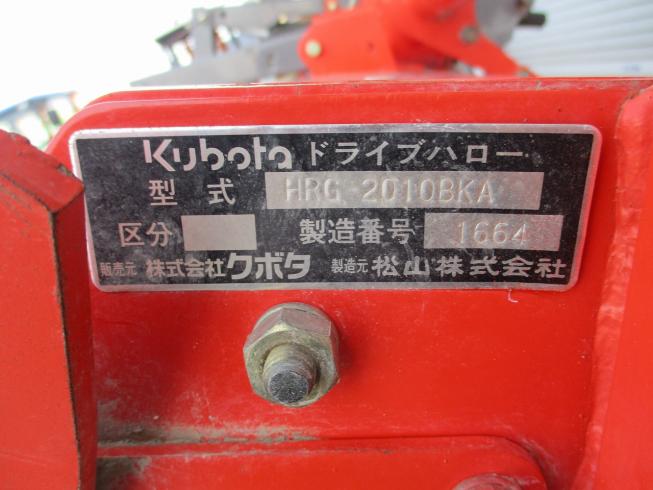 Kubota ドライブハロー
型式 HRG-2010BKA
区分 製造番号 1664
販売元 株式会社クボタ 製造元 松山株式会社